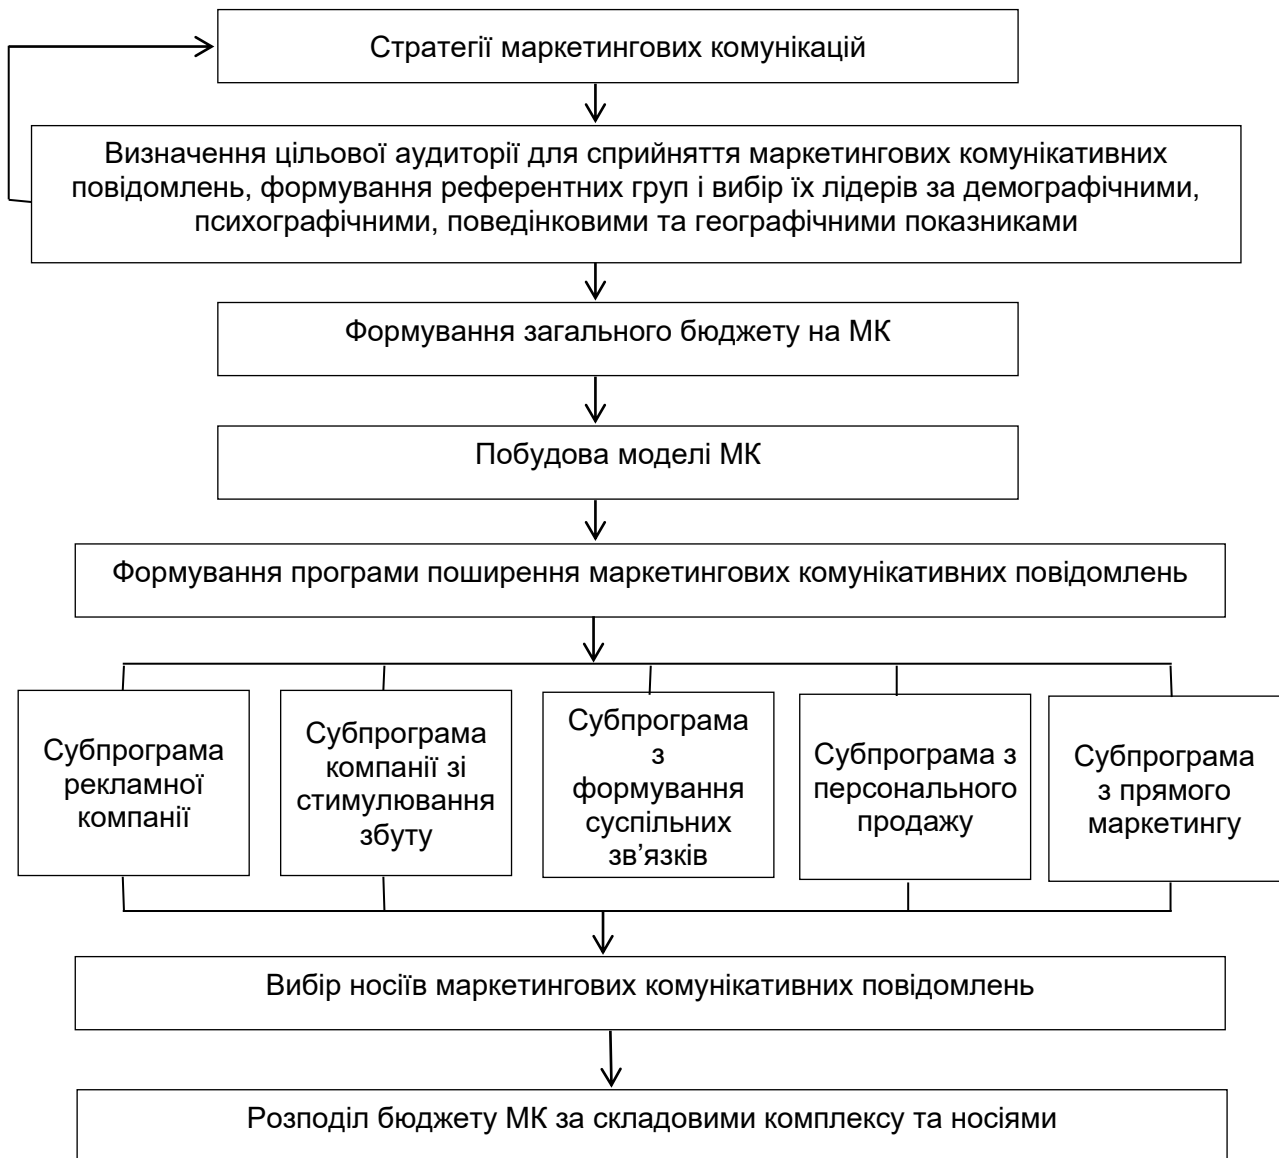 Стратегії маркетингових комунікацій
Визначення цільової аудиторії для сприйняття маркетингових комунікативних
повідомлень, формування референтних груп і вибір їх лідерів за демографічними,
психографічними, поведінковими та географічними показниками
Формування загального бюджету на МК
Побудова моделі МК
Формування програми поширення маркетингових комунікативних повідомлень
Субпрограма
рекламної
компанії
Субпрограма
компанії зі
стимулювання
збуту
Субпрограма
з
формування
суспільних
зв’язків
Субпрограма з
персонального
продажу
Субпрограма
з прямого
маркетингу
Вибір носіїв маркетингових комунікативних повідомлень
Розподіл бюджету МК за складовими комплексу та носіями